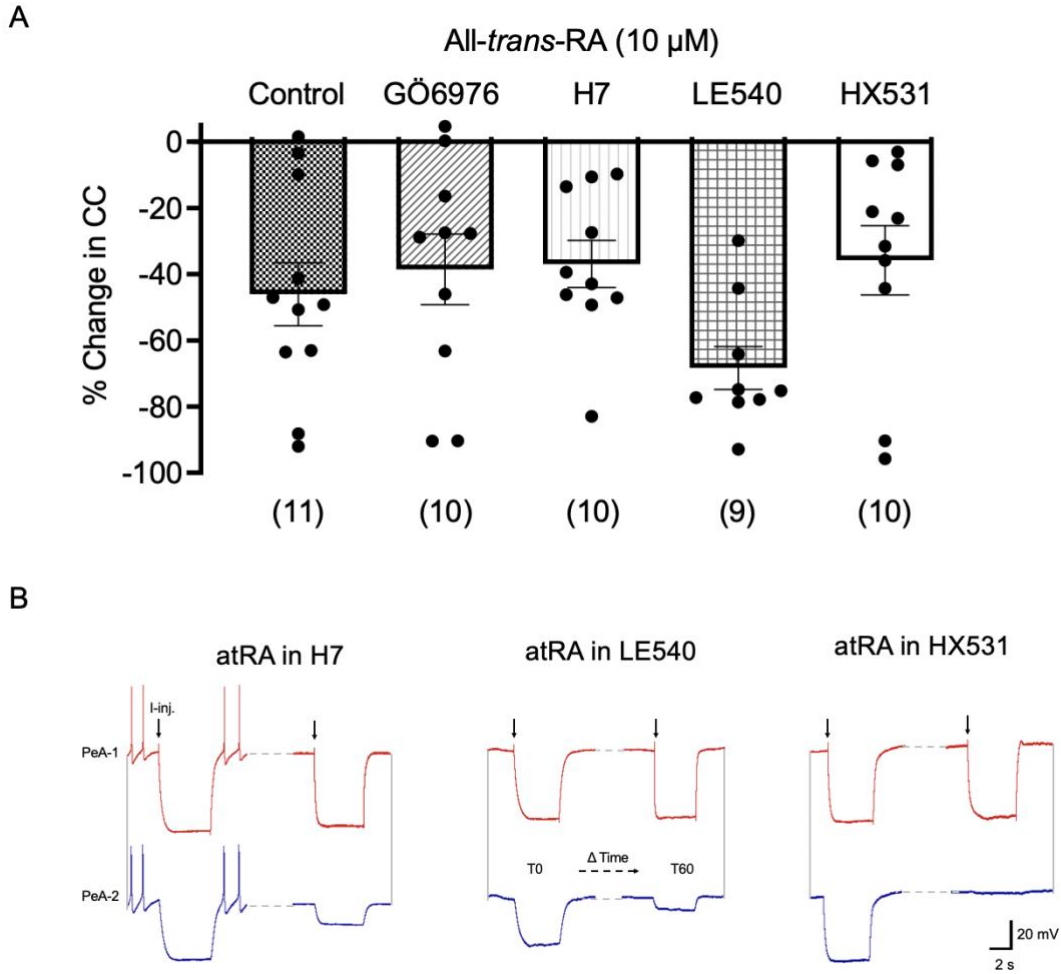 A
All-trans-RA (10 µM)
Control GÖ6976 H7 LE540 HX531
% Change in CC
0
-20
-40
-60
-80
-100
(11) (10) (10) (9) (10)
B
atRA in H7 atRA in LE540 atRA in HX531
I-inj.
PeA-1
T0 Δ Time T60
PeA-2
20 mV
2 s